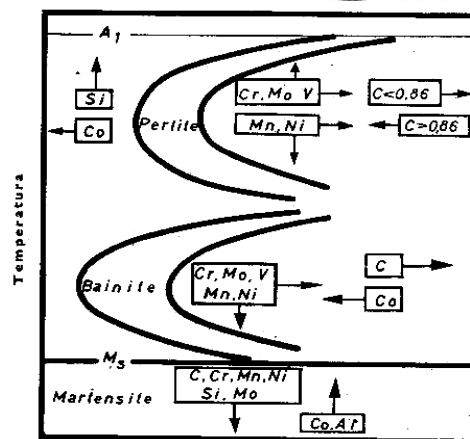 A1
Si
Cr, Mo V
C<0,86
Co
Perlite
Mn, Ni
C>0,86
Temperatura
Bainite
Cr, Mo, V
Mn, Ni
C
Co
Ms
C, Cr, Mn, Ni
Si, Mo
Martensite
Co, Al